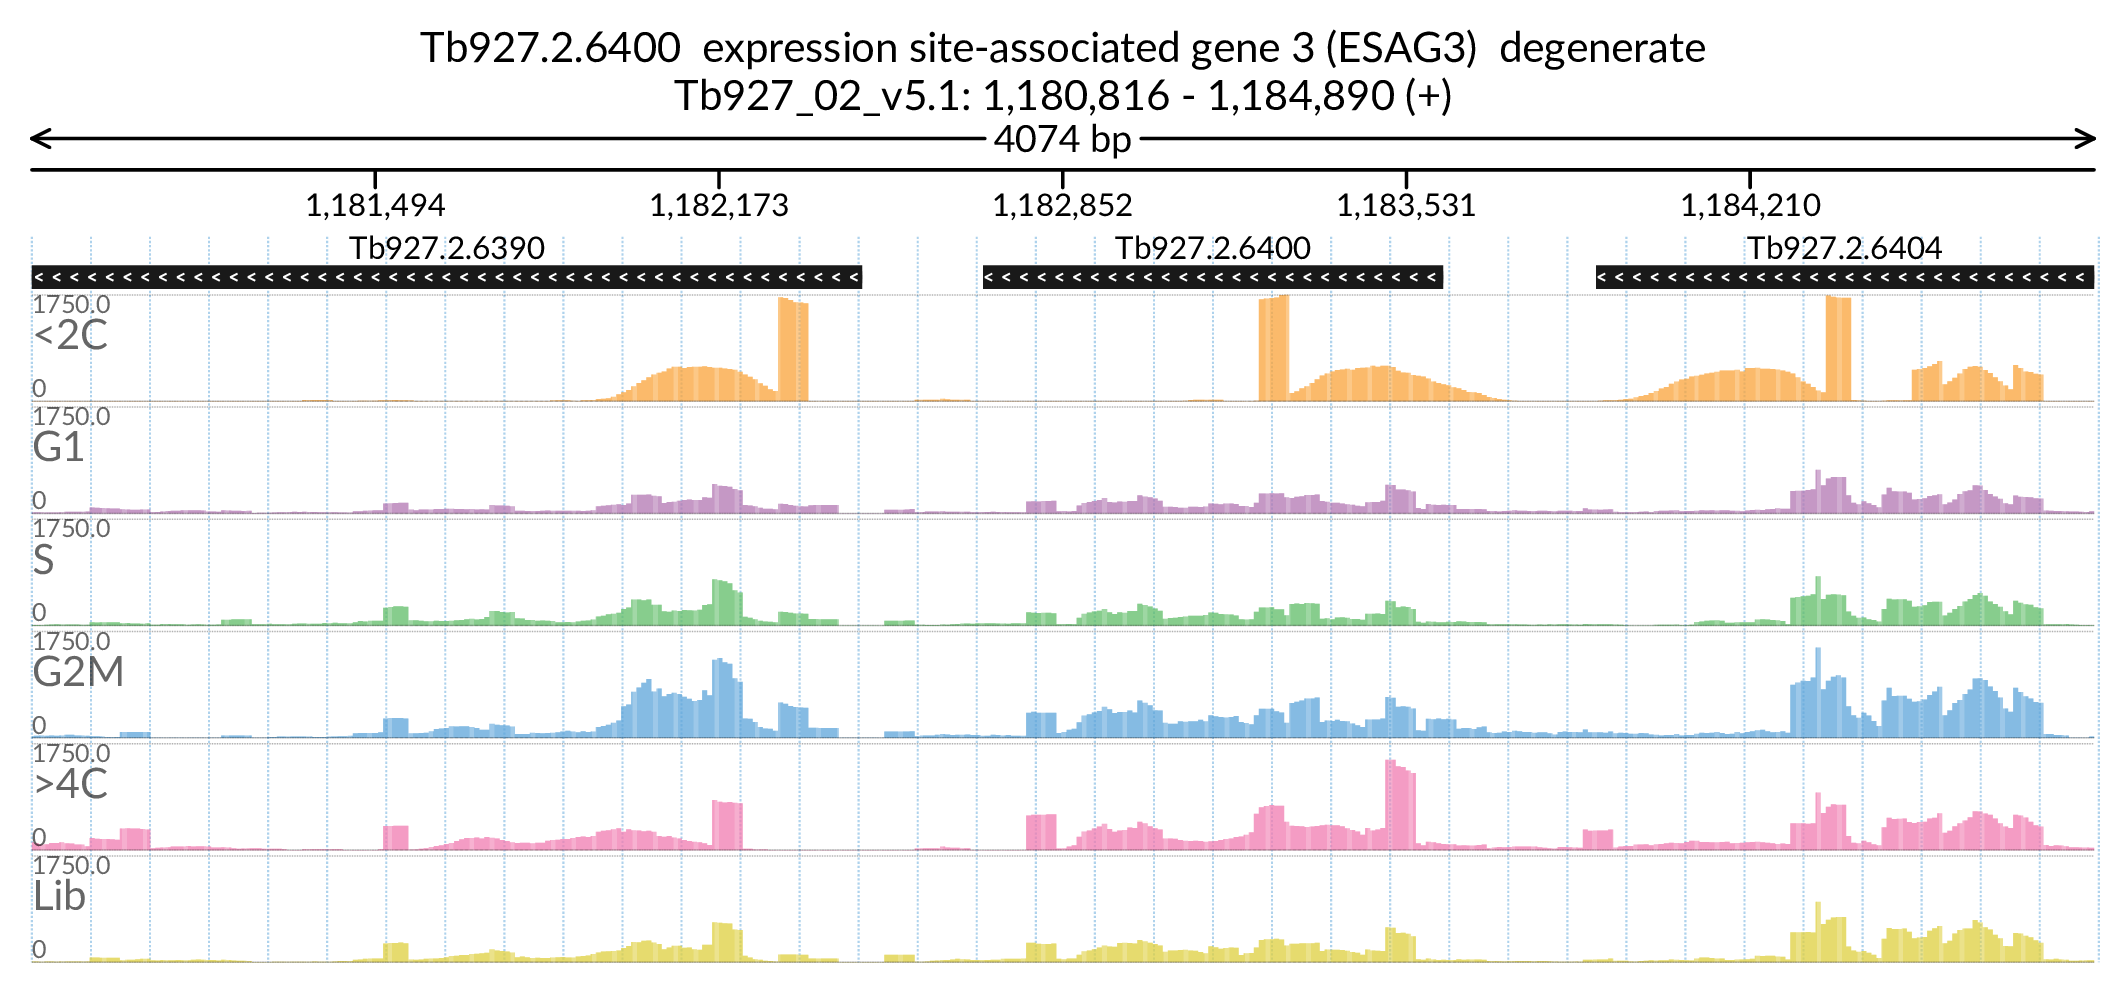 Tb927.2.6400 expression site-associated gene 3 (ESAG3) degenerate
Tb927_02_v5.1: 1,180,816 - 1,184,890 (+)
4074 bp
1,181,494 1,182,173 1,182,852 1,183,531 1,184,210
Tb927.2.6390 Tb927.2.6400 Tb927.2.6404
1750.0
<2C
0
1750.0
G1
0
1750.0
S
0
1750.0
G2M
0
1750.0
>4C
0
1750.0
Lib
0